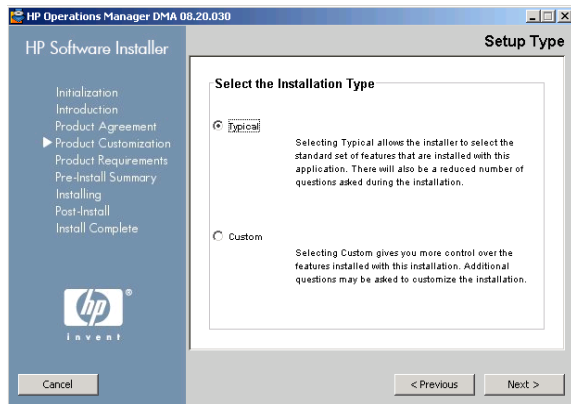 HP Operations Manager DMA 08.20.030
HP Software Installer
Setup Type
Initialization
Introduction
Product Agreement
Product Customization
Product Requirements
Pre-Install Summary
Installing
Post-Install
Install Complete
hp
®
invent
Select the Installation Type
Typical
Selecting Typical allows the installer to select the
standard set of features that are installed with this
application. There will also be a reduced number of
questions asked during the installation.
Custom
Selecting Custom gives you more control over the
features installed with this installation. Additional
questions may be asked to customize the installation.
Cancel
< Previous
Next >